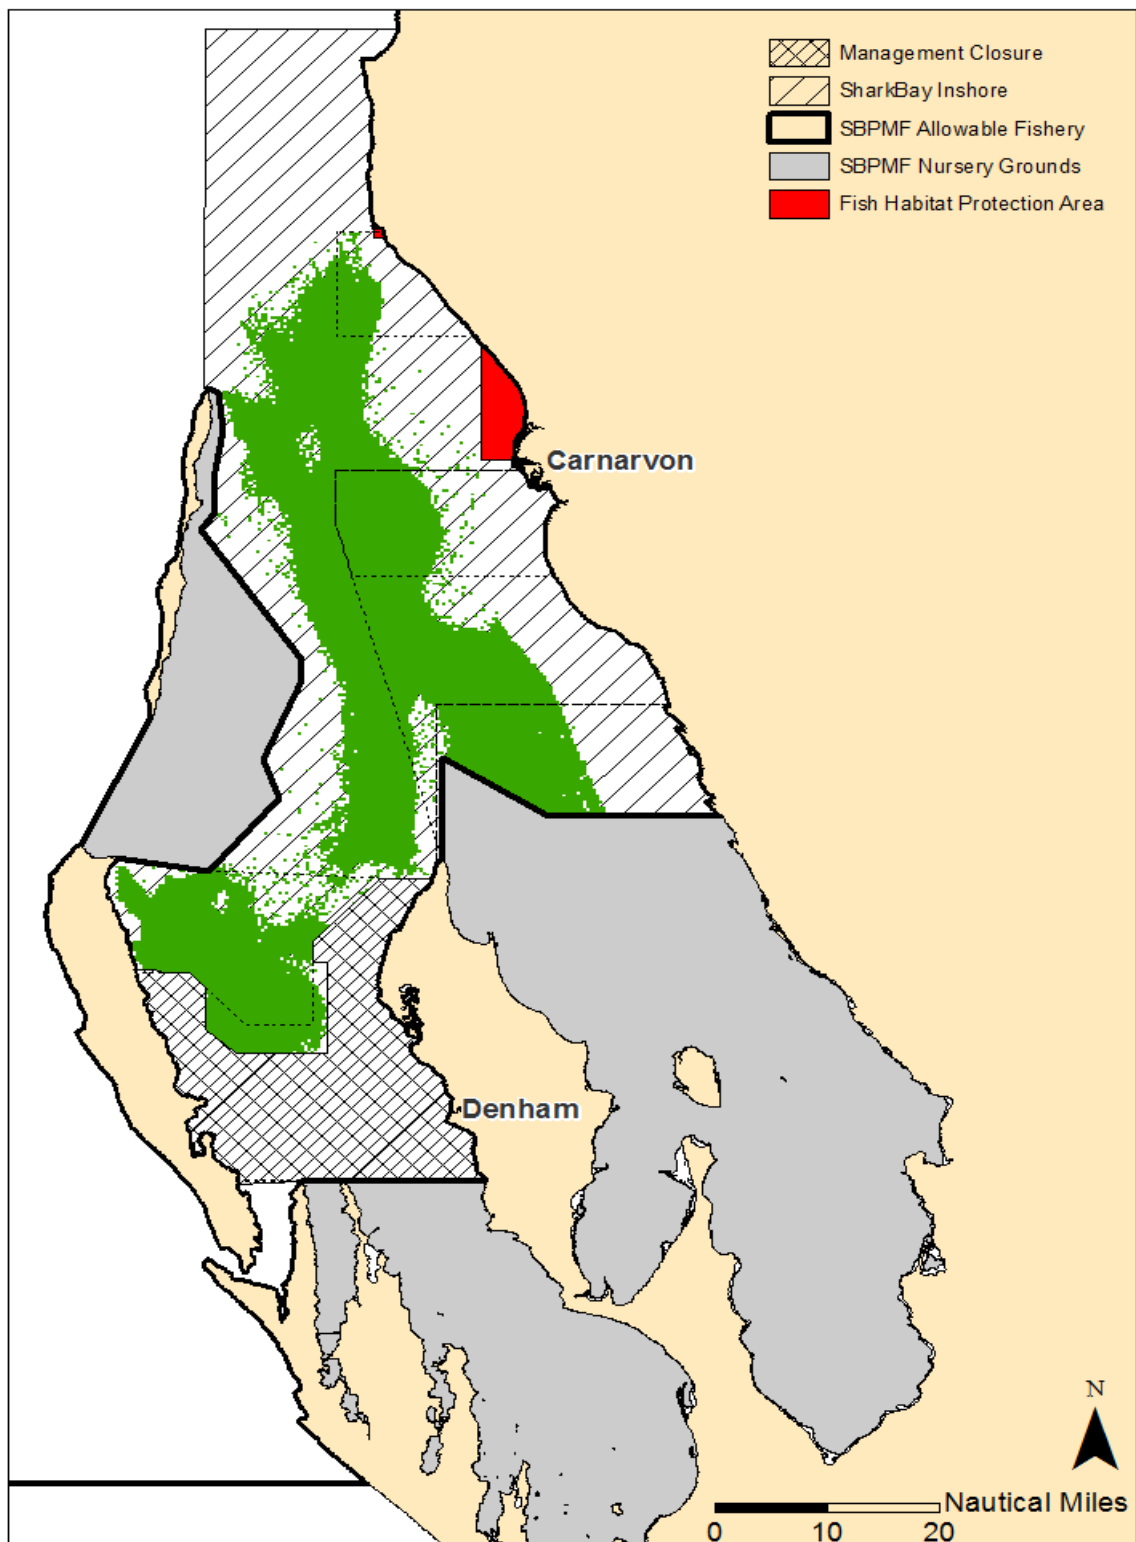 Management Closure
SharkBay Inshore
SBPMF Allowable Fishery
SBPMF Nursery Grounds
Fish Habitat Protection Area
Carnarvon
Denham
N
Nautical Miles
0 10 20